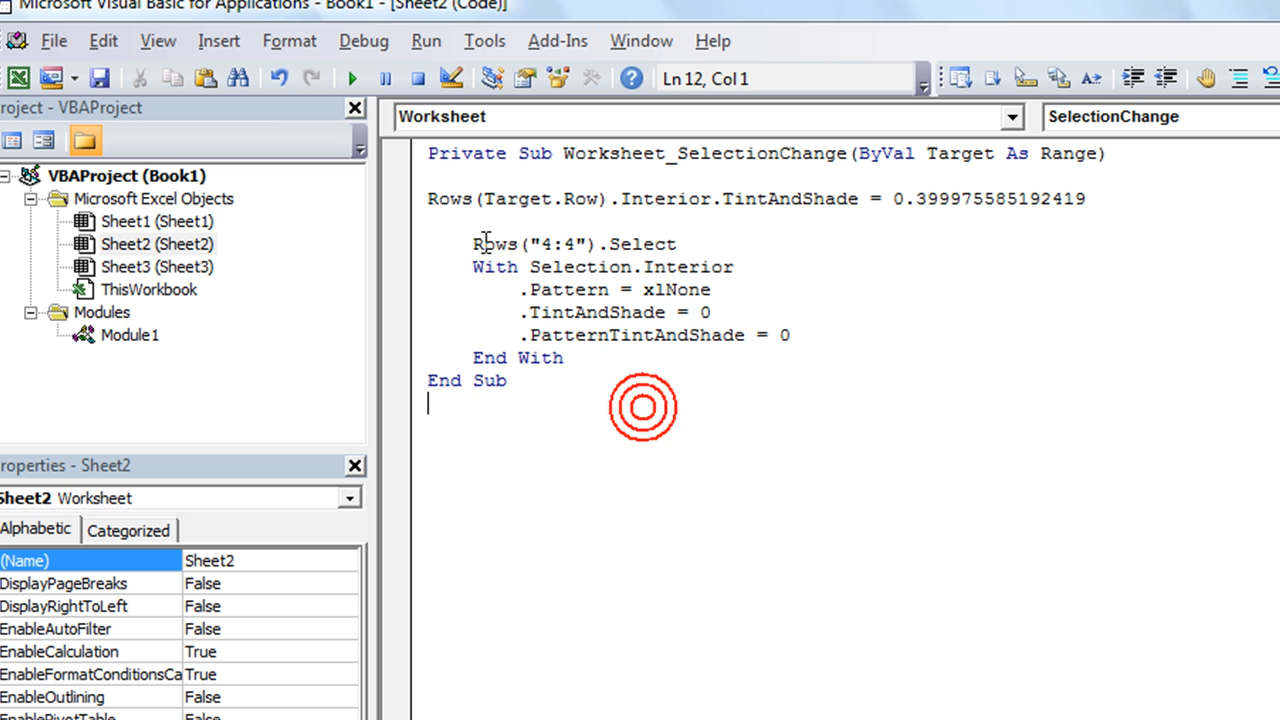 Microsoft Visual Basic for Applications - Book1 - [Sheet2 (Code)]
File Edit View Insert Format Debug Run Tools Add-Ins Window Help
Ln 12, Col 1
roject - VBAProject
Worksheet
SelectionChange
VBAProject (Book1)
Microsoft Excel Objects
Sheet1 (Sheet1)
Sheet2 (Sheet2)
Sheet3 (Sheet3)
ThisWorkbook
Modules
Module1
Private Sub Worksheet_SelectionChange(ByVal Target As Range)
Rows(Target.Row).Interior.TintAndShade = 0.399975585192419
Rows("4:4").Select
With Selection.Interior
.Pattern = xlNone
.TintAndShade = 0
.PatternTintAndShade = 0
End With
End Sub
roperties - Sheet2
Sheet2 Worksheet
Alphabetic Categorized
(Name) Sheet2
DisplayPageBreaks False
DisplayRightToLeft False
EnableAutoFilter False
EnableCalculation True
EnableFormatConditionsCa True
EnableOutlining False
EnablePivotTable False